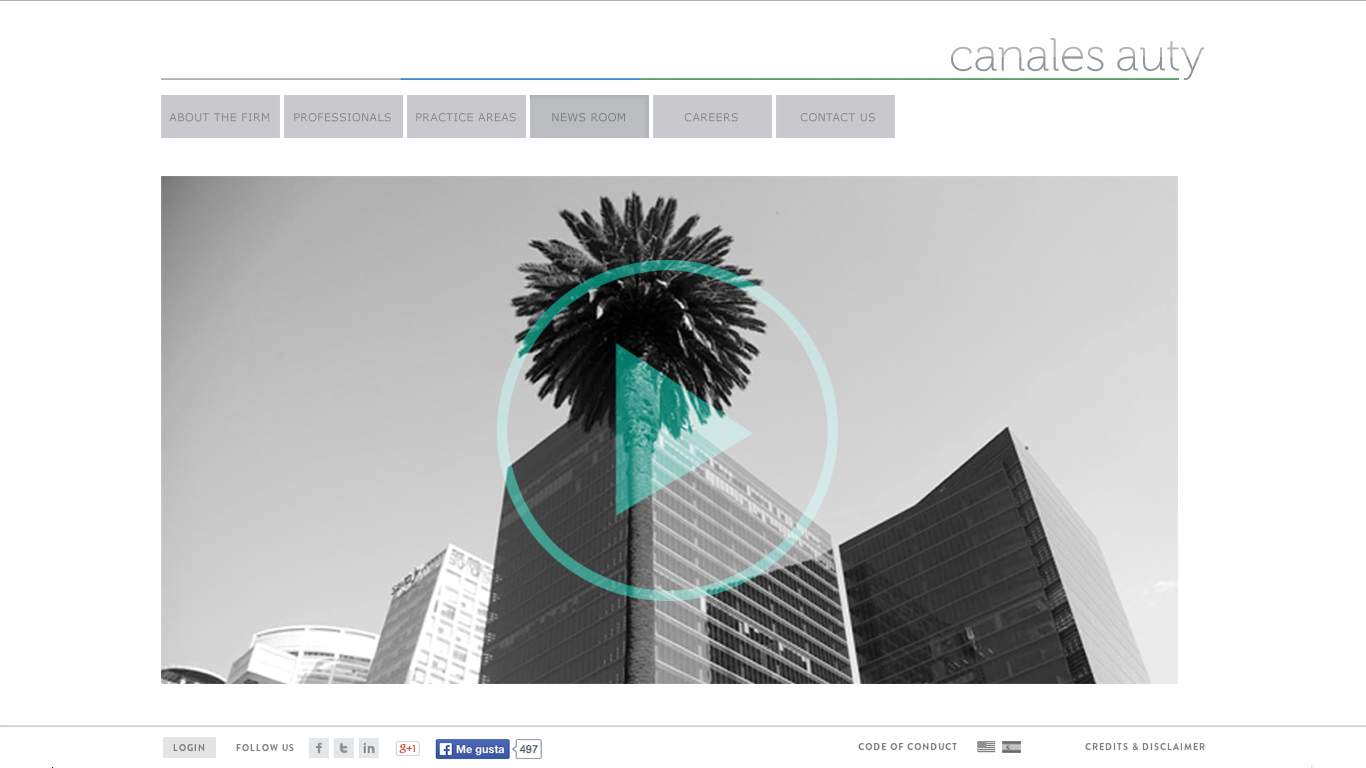 canales auty
ABOUT THE FIRM PROFESSIONALS PRACTICE AREAS NEWS ROOM CAREERS CONTACT US
LOGIN FOLLOW US f t in g+1 f Me gusta 497 CODE OF CONDUCT CREDITS & DISCLAIMER